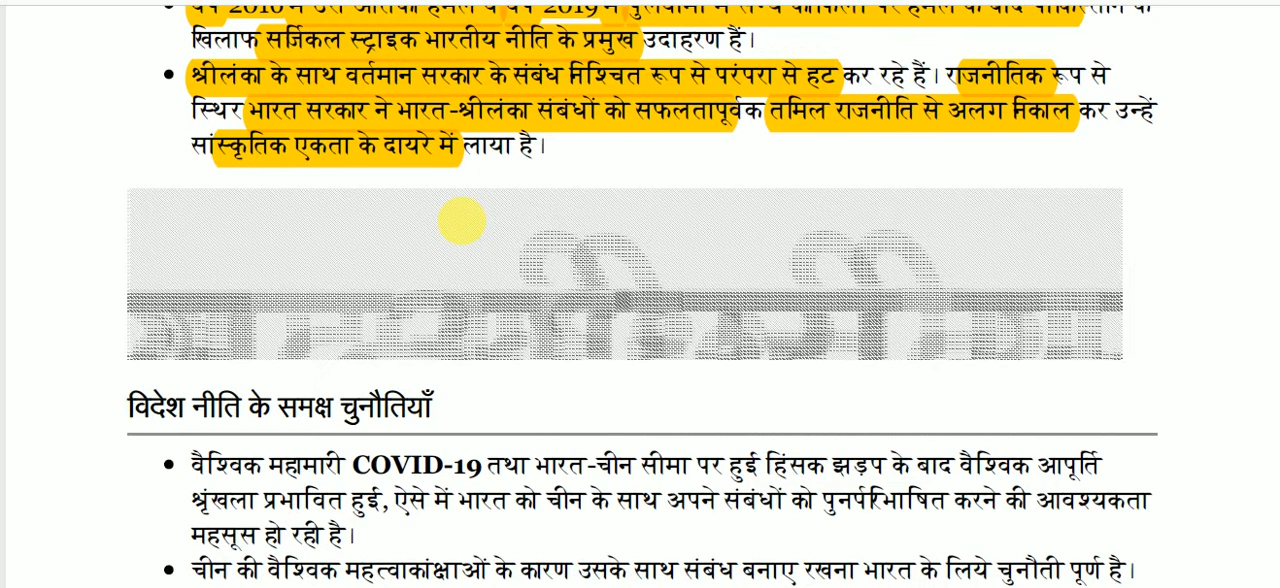 खिलाफ सर्जिकल स्ट्राइक भारतीय नीति के प्रमुख उदाहरण हैं।
• श्रीलंका के साथ वर्तमान सरकार के संबंध निश्चित रूप से परंपरा से हट कर रहे हैं। राजनीतिक रूप से
स्थिर भारत सरकार ने भारत-श्रीलंका संबंधों को सफलतापूर्वक तमिल राजनीति से अलग निकाल कर उन्हें
सांस्कृतिक एकता के दायरे में लाया है।
विदेश नीति के समक्ष चुनौतियाँ
• वैश्विक महामारी COVID-19 तथा भारत-चीन सीमा पर हुई हिंसक झड़प के बाद वैश्विक आपूर्ति
श्रृंखला प्रभावित हुई, ऐसे में भारत को चीन के साथ अपने संबंधों को पुनर्परिभाषित करने की आवश्यकता
महसूस हो रही है।
• चीन की वैश्विक महत्वाकांक्षाओं के कारण उसके साथ संबंध बनाए रखना भारत के लिये चुनौती पूर्ण है।